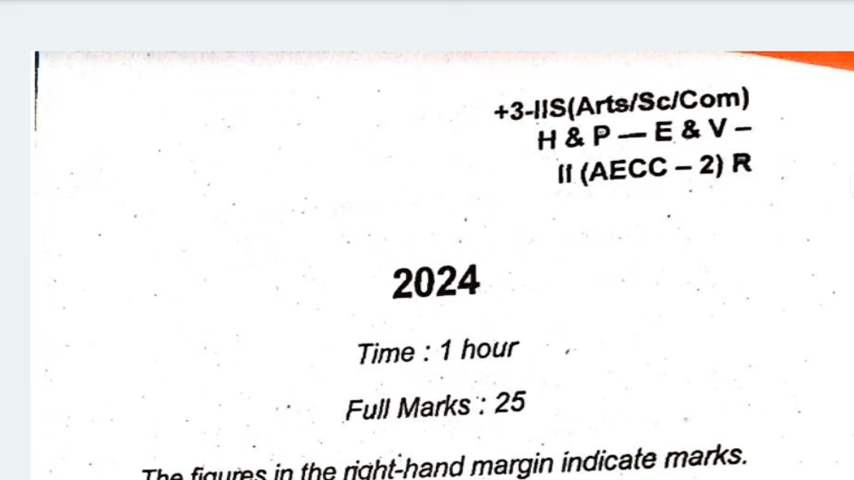 +3-IIS(Arts/Sc/Com)
H & P — E & V –
II (AECC – 2) R
2024
Time : 1 hour
Full Marks : 25
The figures in the right-hand margin indicate marks.